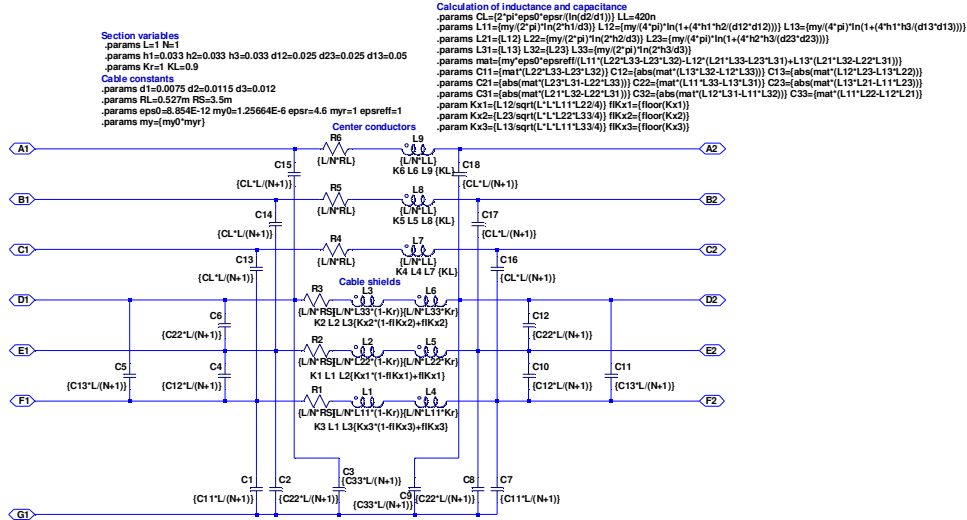 Calculation of inductance and capacitance
.params CL={2*pi*eps0*epsr/(ln(d2/d1))} LL=420n
.params L11={my/(2*pi)*ln(2*h1/d3)} L12={my/(4*pi)*ln(1+(4*h1*h2/(d12*d12)))} L13={my/(4*pi)*ln(1+(4*h1*h3/(d13*d13)))}
.params L21={L12} L22={my/(2*pi)*ln(2*h2/d3)} L23={my/(4*pi)*ln(1+(4*h2*h3/(d23*d23)))}
.params L31={L13} L32={L23} L33={my/(2*pi)*ln(2*h3/d3)}
.params mat={my*eps0*epsreff/(L11*(L22*L33-L23*L32)-L12*(L21*L33-L23*L31)+L13*(L21*L32-L22*L31))}
.params C11={mat*(L22*L33-L23*L32)} C12={abs(mat*(L13*L32-L12*L33))} C13={abs(mat*(L12*L23-L13*L22))}
.params C21={abs(mat*(L23*L31-L22*L33))} C22={mat*(L11*L33-L13*L31)} C23={abs(mat*(L13*L21-L11*L23))}
.params C31={abs(mat*(L21*L32-L22*L31))} C32={abs(mat*(L12*L31-L11*L32))} C33={mat*(L11*L22-L12*L21)}
.param Kx1={L12/sqrt(L*L*L11*L22/4)} flKx1={floor(Kx1)}
.param Kx2={L23/sqrt(L*L*L22*L33/4)} flKx2={floor(Kx2)}
.param Kx3={L13/sqrt(L*L*L11*L33/4)} flKx3={floor(Kx3)}
Section variables
.params L=1 N=1
.params h1=0.033 h2=0.033 h3=0.033 d12=0.025 d23=0.025 d13=0.05
.params Kr=1 KL=0.9
Cable constants
.params d1=0.0075 d2=0.0115 d3=0.012
.params RL=0.527m RS=3.5m
.params eps0=8.854E-12 my0=1.25664E-6 epsr=4.6 myr=1 epsreff=1
.params my={my0*myr}
Center conductors
A1 R6 L9 A2
C15 {L/N*RL} {L/N*LL} C18
K6 L6 L9 {KL}
{CL*L/(N+1)} {CL*L/(N+1)}
B1 R5 L8 B2
C14 {L/N*RL} {L/N*LL} C17
K5 L5 L8 {KL}
{CL*L/(N+1)} {CL*L/(N+1)}
C1 R4 L7 C2
C13 {L/N*RL} {L/N*LL} C16
K4 L4 L7 {KL}
{CL*L/(N+1)} {CL*L/(N+1)}
Cable shields
D1 R3 L3 L6 D2
C6 {L/N*RS} {L/N*L33*(1-Kr)} {L/N*L33*Kr} C12
K2 L2 L3{Kx2*(1-flKx2)+flKx2}
{C22*L/(N+1)} {C22*L/(N+1)}
E1 R2 L2 L5 E2
C5 C4 {L/N*RS} {L/N*L22*(1-Kr)} {L/N*L22*Kr} C10 C11
K1 L1 L2{Kx1*(1-flKx1)+flKx1}
{C13*L/(N+1)} {C12*L/(N+1)} {C12*L/(N+1)} {C13*L/(N+1)}
F1 R1 L1 L4 F2
{L/N*RS} {L/N*L11*(1-Kr)} {L/N*L11*Kr}
K3 L1 L3{Kx3*(1-flKx3)+flKx3}
C1 C2 C3 C9 C8 C7
{C11*L/(N+1)} {C22*L/(N+1)} {C33*L/(N+1)} {C33*L/(N+1)} {C22*L/(N+1)} {C11*L/(N+1)}
G1